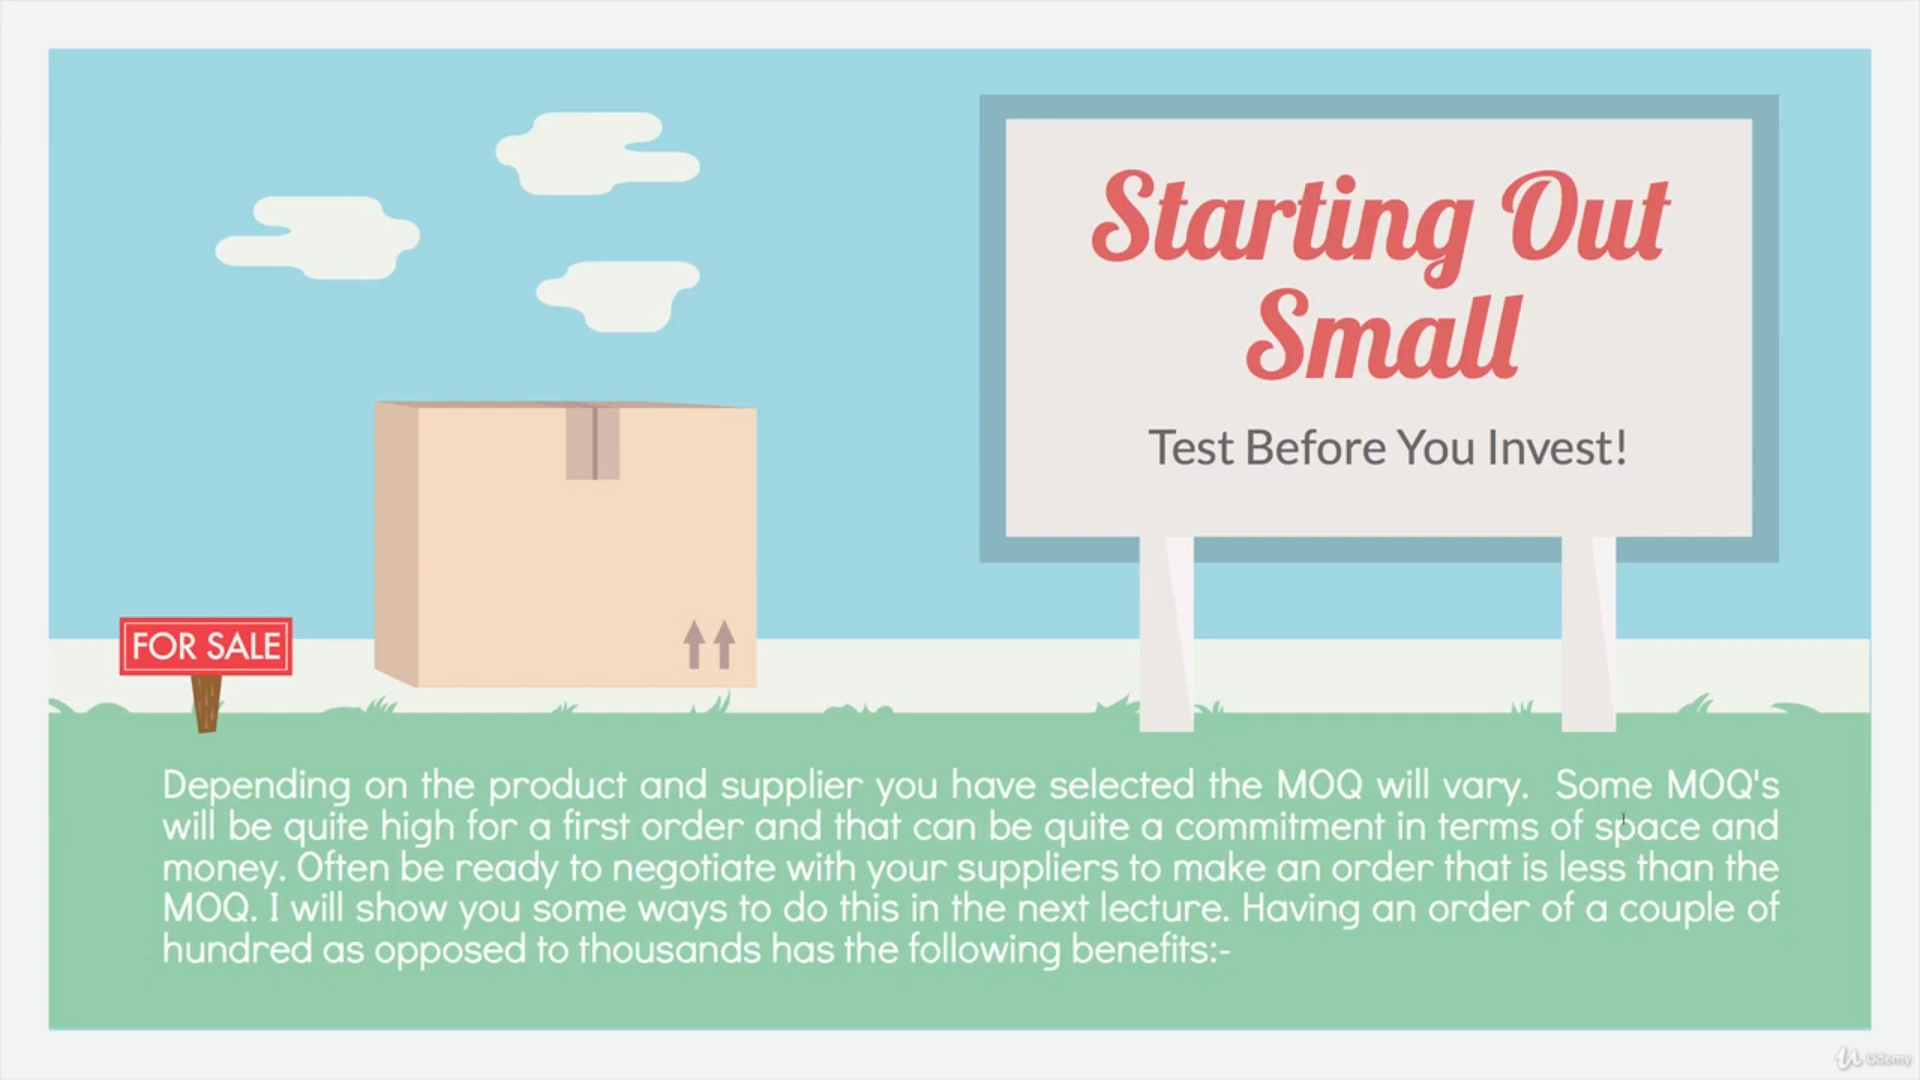 Starting Out
Small
Test Before You Invest!
FOR SALE
Depending on the product and supplier you have selected the MOQ will vary.  Some MOQ's
will be quite high for a first order and that can be quite a commitment in terms of space and
money. Often be ready to negotiate with your suppliers to make an order that is less than the
MOQ. I will show you some ways to do this in the next lecture. Having an order of a couple of
hundred as opposed to thousands has the following benefits:-
Udemy